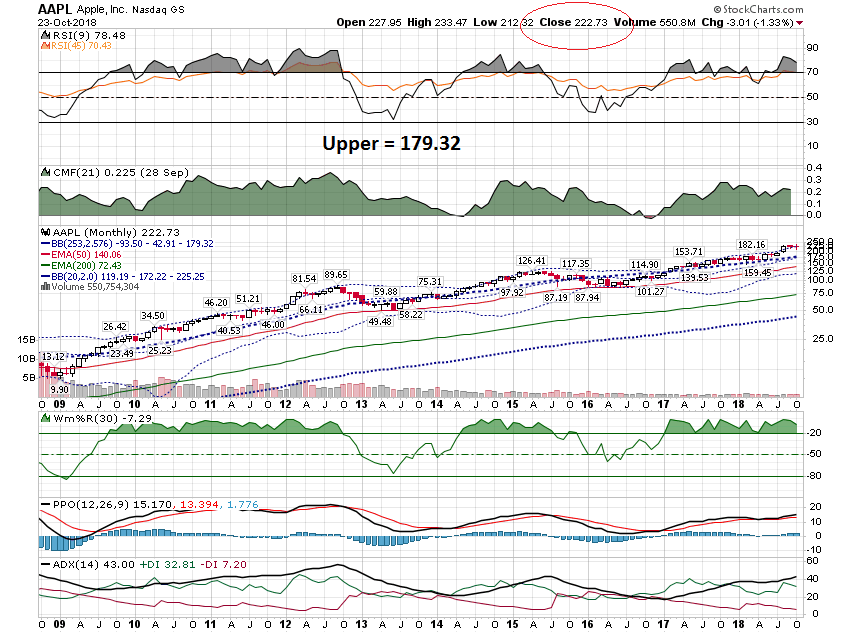 AAPL Apple, Inc. Nasdaq GS © StockCharts.com
23-Oct-2018 Open 227.95 High 233.47 Low 212.32 Close 222.73 Volume 550.8M Chg -3.01 (-1.33%)
RSI(9) 78.48
RSI(45) 70.43
90
70
50
30
10
Upper = 179.32
CMF(21) 0.225 (28 Sep)
0.4
0.3
0.2
0.1
0.0
AAPL (Monthly) 222.73
BB(253,2.576) -93.50 - 42.91 - 179.32
EMA(50) 140.06
EMA(200) 72.43
BB(20,2.0) 119.19 - 172.22 - 225.25
Volume 550,754,304
250.0
175.0
150.0
125.0
100.0
75.0
50.0
25.0
15B
10B
5B
13.12
9.90
26.42
23.49
34.50
25.23
46.20
40.53
51.21
46.00
81.54
66.11
89.65
59.88
49.48
58.22
75.31
126.41
97.92
117.35
87.19
87.94
114.90
101.27
153.71
139.53
182.16
159.45
O 09 A J O 10 A J O 11 A J O 12 A J O 13 A J O 14 A J O 15 A J O 16 A J O 17 A J O 18 A J O
Wm%R(30) -7.29
-20
-50
-80
PPO(12,26,9) 15.170, 13.394, 1.776
20
10
0
-10
ADX(14) 43.00 +DI 32.81 -DI 7.20
60
40
20
0
O 09 A J O 10 A J O 11 A J O 12 A J O 13 A J O 14 A J O 15 A J O 16 A J O 17 A J O 18 A J O